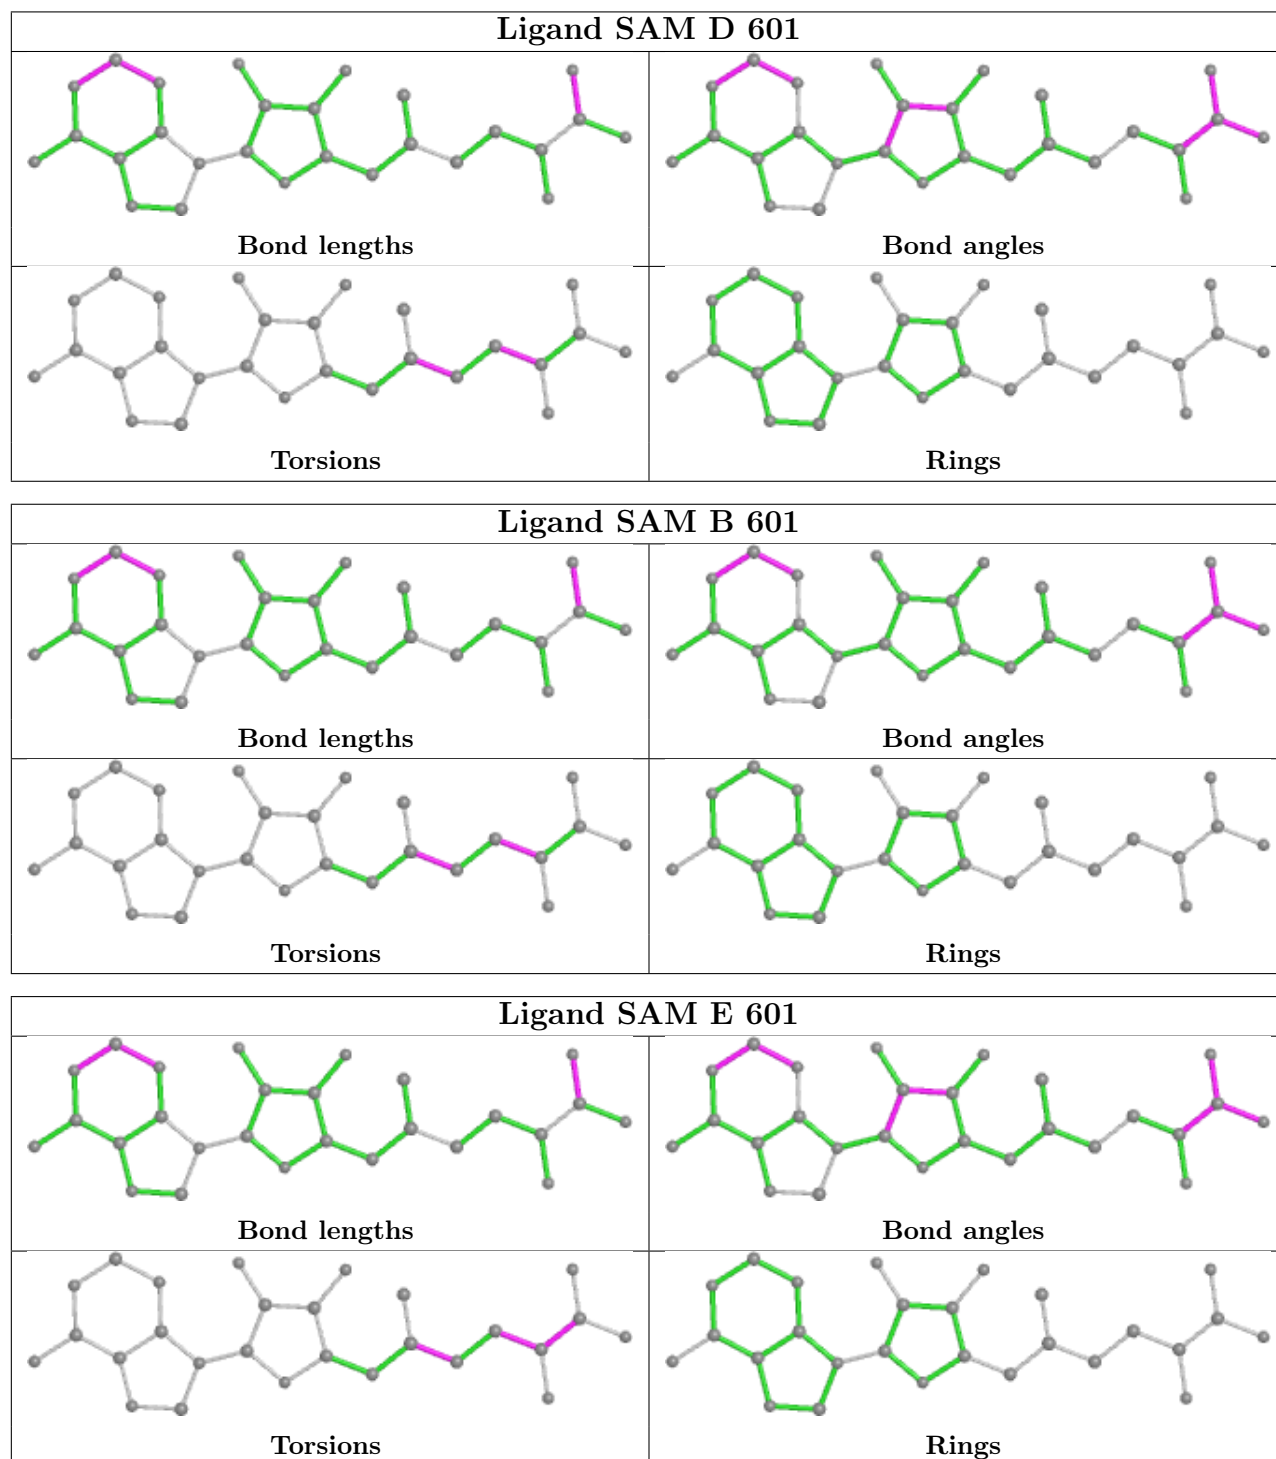 Ligand SAM D 601
Bond lengths
Bond angles
Torsions
Rings
Ligand SAM B 601
Bond lengths
Bond angles
Torsions
Rings
Ligand SAM E 601
Bond lengths
Bond angles
Torsions
Rings